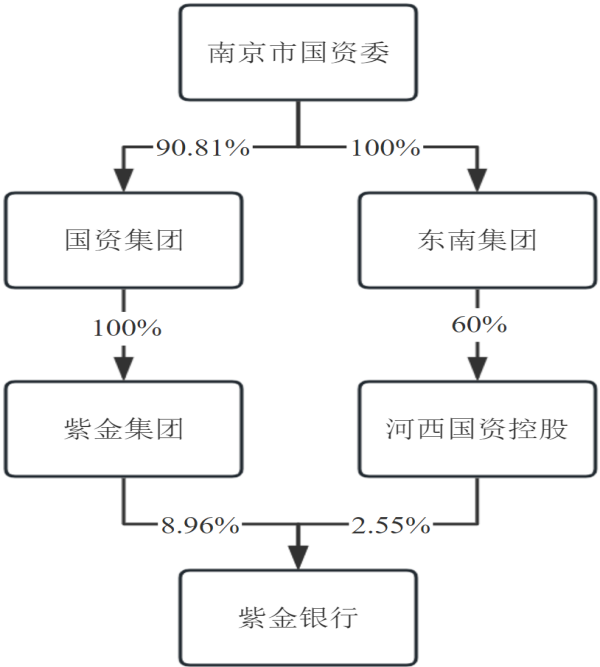 南京市国资委
90.81%
100%
国资集团
东南集团
100%
60%
紫金集团
河西国资控股
8.96%
2.55%
紫金银行